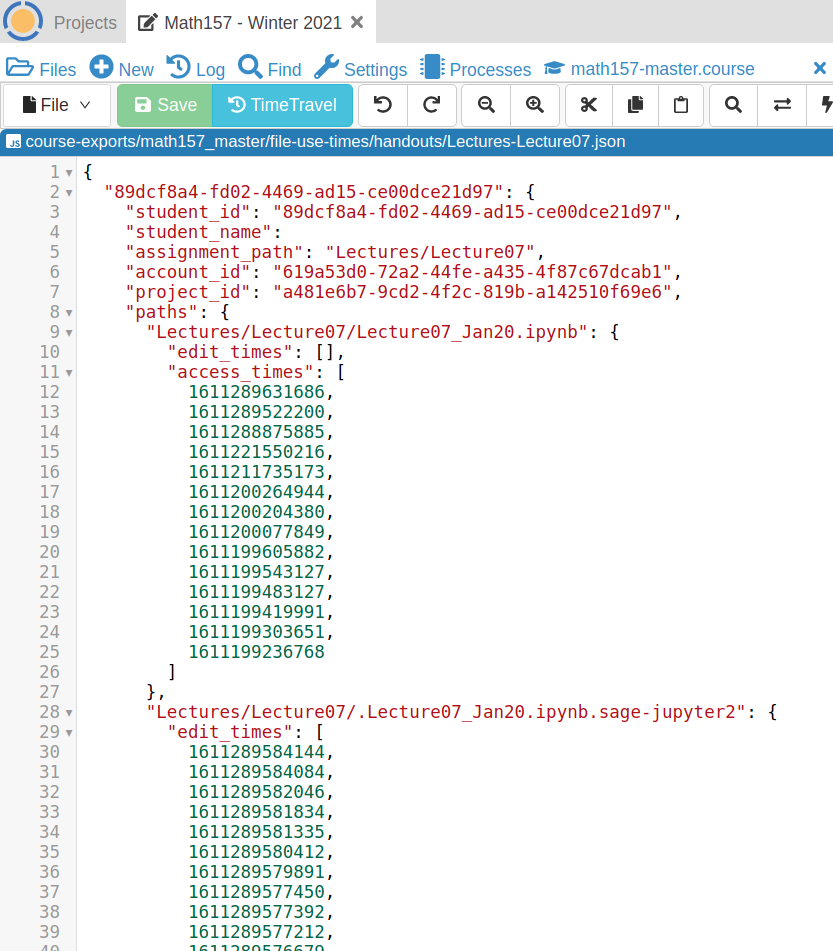 Projects Math157 - Winter 2021
Files New Log Find Settings Processes math157-master.course
File Save TimeTravel
JS course-exports/math157_master/file-use-times/handouts/Lectures-Lecture07.json
1 {
2 "89dcf8a4-fd02-4469-ad15-ce00dce21d97": {
3 "student_id": "89dcf8a4-fd02-4469-ad15-ce00dce21d97",
4 "student_name":
5 "assignment_path": "Lectures/Lecture07",
6 "account_id": "619a53d0-72a2-44fe-a435-4f87c67dcab1",
7 "project_id": "a481e6b7-9cd2-4f2c-819b-a142510f69e6",
8 "paths": {
9 "Lectures/Lecture07/Lecture07_Jan20.ipynb": {
10 "edit_times": [],
11 "access_times": [
12 1611289631686,
13 1611289522200,
14 1611288875885,
15 1611221550216,
16 1611211735173,
17 1611200264944,
18 1611200204380,
19 1611200077849,
20 1611199605882,
21 1611199543127,
22 1611199483127,
23 1611199419991,
24 1611199303651,
25 1611199236768
26 ]
27 },
28 "Lectures/Lecture07/.Lecture07_Jan20.ipynb.sage-jupyter2": {
29 "edit_times": [
30 1611289584144,
31 1611289584084,
32 1611289582046,
33 1611289581834,
34 1611289581335,
35 1611289580412,
36 1611289579891,
37 1611289577450,
38 1611289577392,
39 1611289577212,
40 1611289576679,